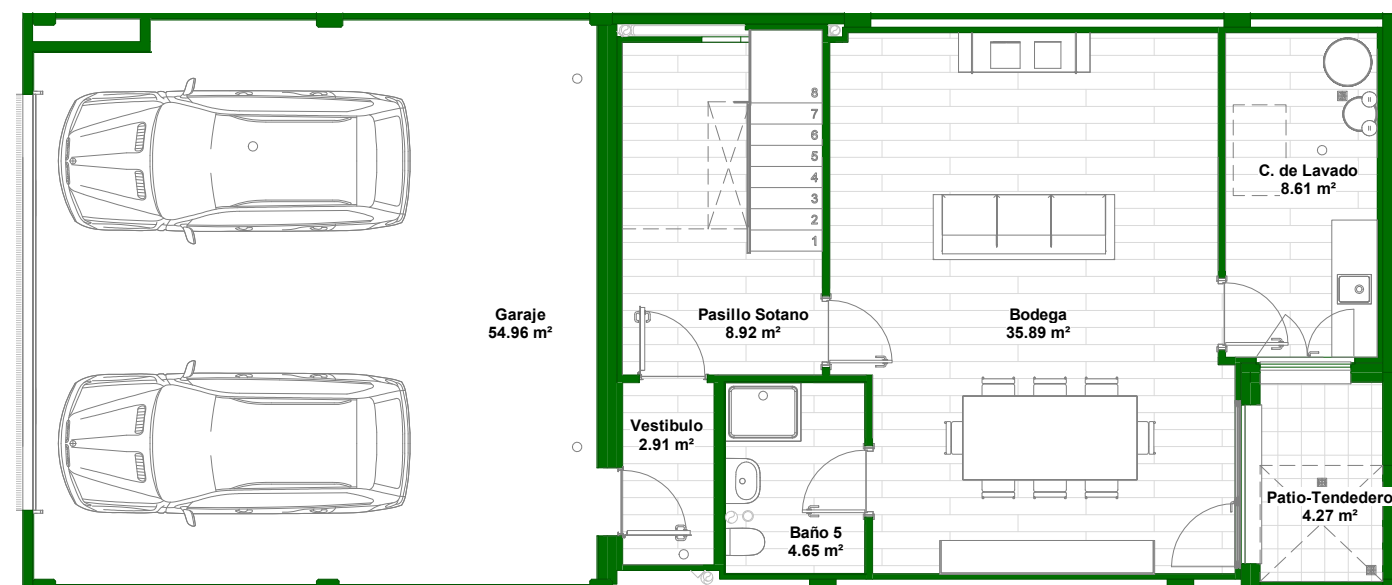 Garaje
54.96 m²
8
7
6
5
4
3
2
1
Pasillo Sotano
8.92 m²
Vestibulo
2.91 m²
Baño 5
4.65 m²
Bodega
35.89 m²
C. de Lavado
8.61 m²
Patio-Tendedero
4.27 m²